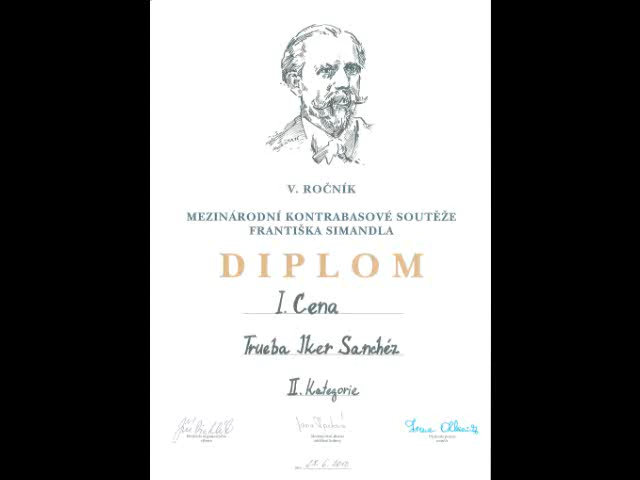 V. ROČNÍK
MEZINÁRODNÍ KONTRABASOVÉ SOUTĚŽE
FRANTIŠKA SIMANDLA
DIPLOM
I. Cena
Trueba Iker Sanchéz
II. Kategorie